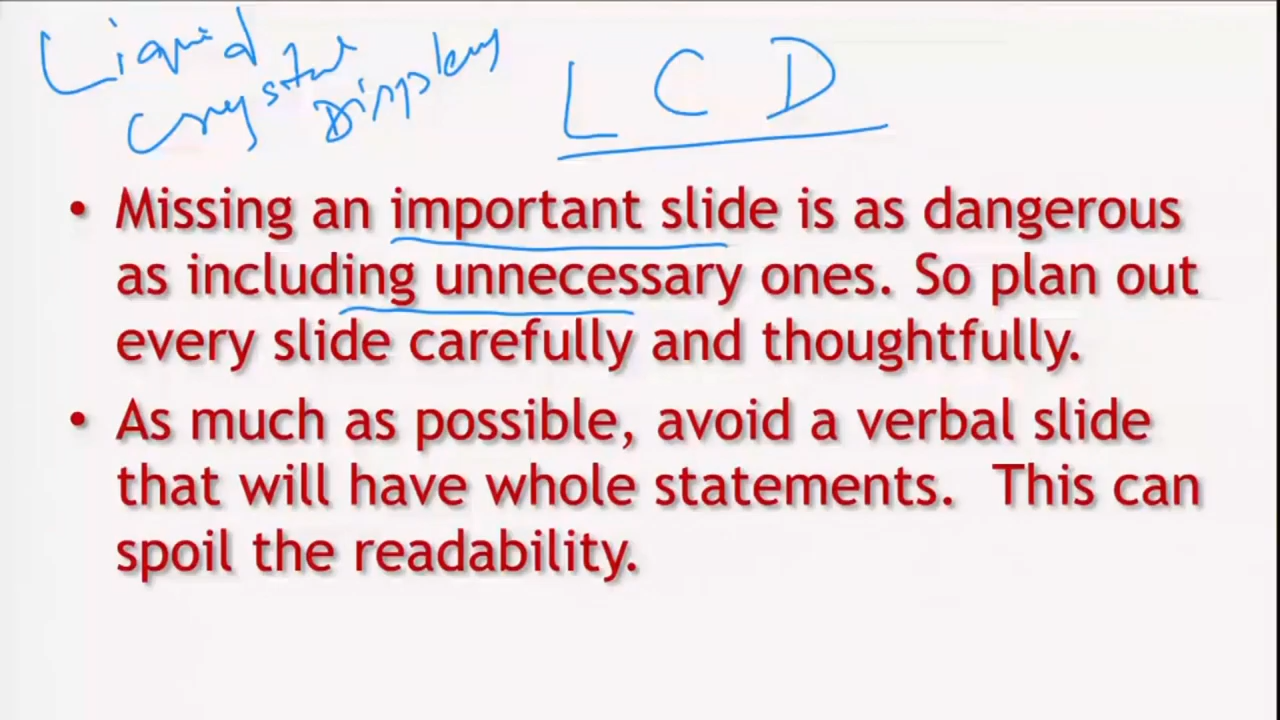 Liquid
Crystal
Display
LCD
• Missing an important slide is as dangerous
as including unnecessary ones. So plan out
every slide carefully and thoughtfully.
• As much as possible, avoid a verbal slide
that will have whole statements. This can
spoil the readability.